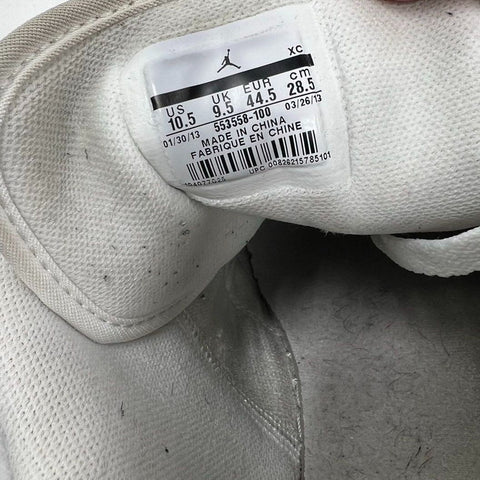 XC
US UK EUR cm
10.5 9.5 44.5 28.5
01/30/13 553558-100 03/26/13
MADE IN CHINA
FABRIQUE EN CHINE
UPC 00826215785101